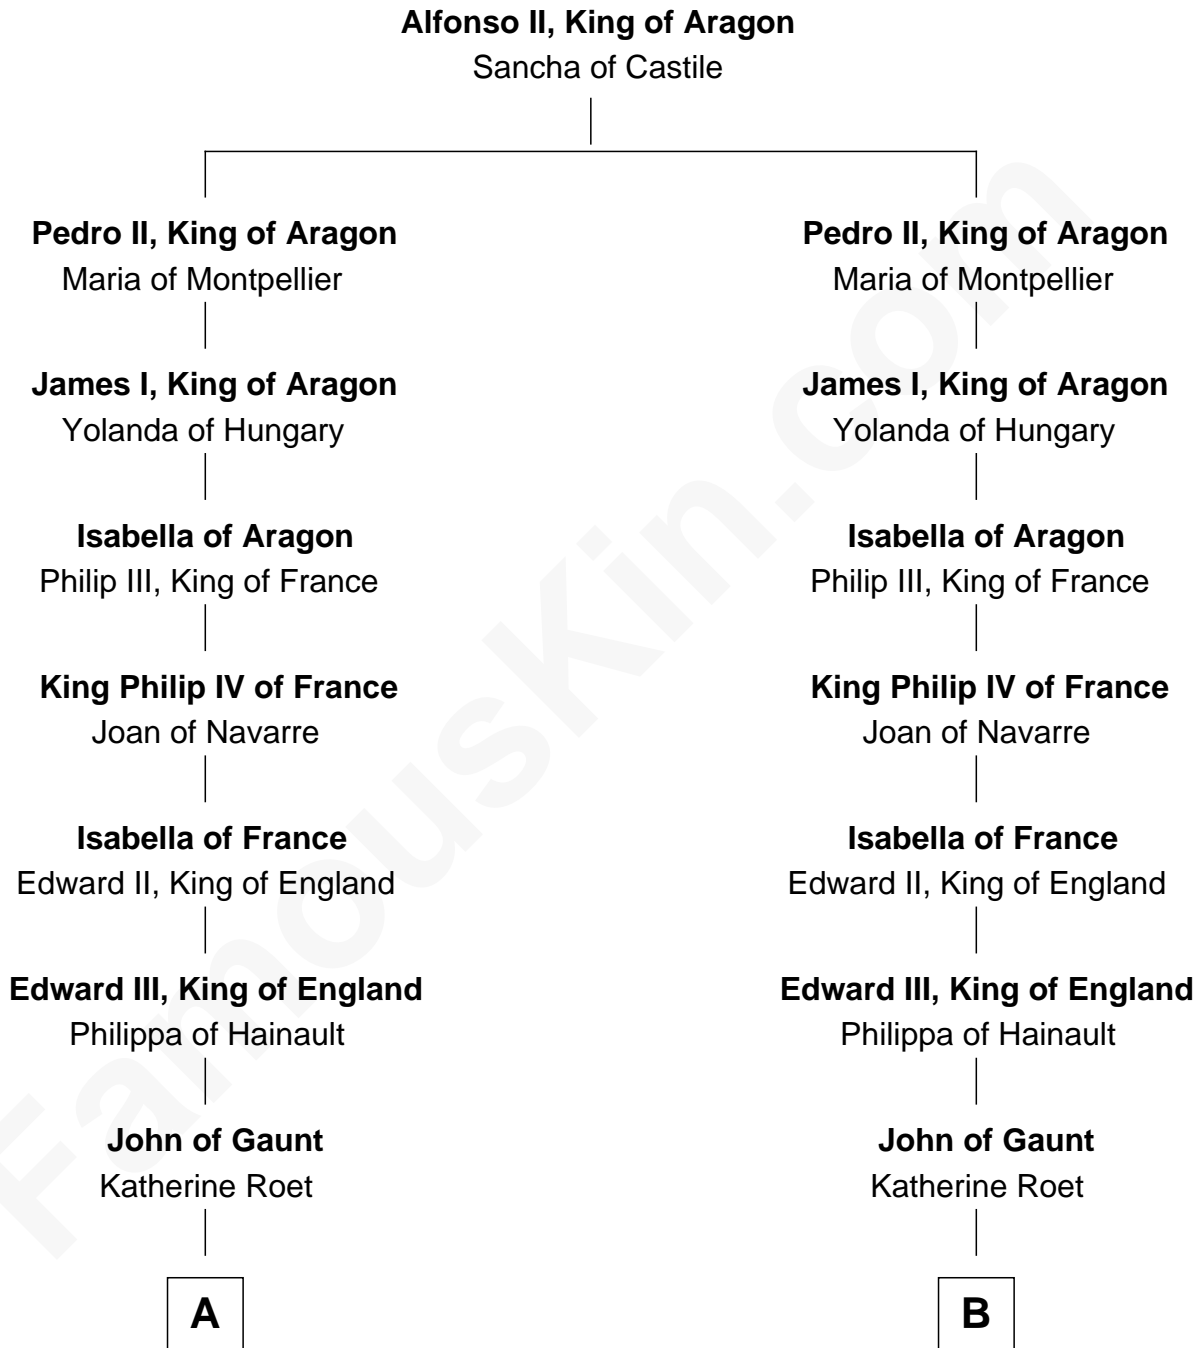 Alfonso II, King of Aragon
Sancha of Castile
Pedro II, King of Aragon
Maria of Montpellier
James I, King of Aragon
Yolanda of Hungary
Isabella of Aragon
Philip III, King of France
King Philip IV of France
Joan of Navarre
Isabella of France
Edward II, King of England
Edward III, King of England
Philippa of Hainault
John of Gaunt
Katherine Roet
A
Pedro II, King of Aragon
Maria of Montpellier
James I, King of Aragon
Yolanda of Hungary
Isabella of Aragon
Philip III, King of France
King Philip IV of France
Joan of Navarre
Isabella of France
Edward II, King of England
Edward III, King of England
Philippa of Hainault
John of Gaunt
Katherine Roet
B
FamousKin.com